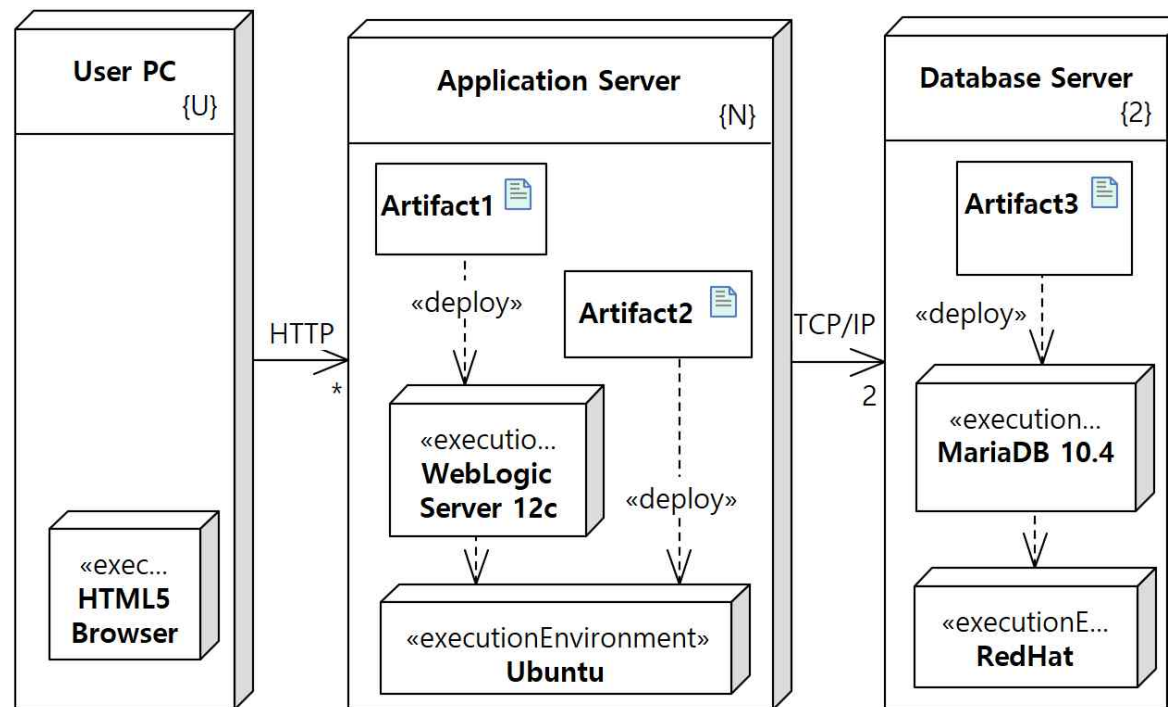 User PC
{U}
«exec...
HTML5
Browser
HTTP
*
Application Server
{N}
Artifact1
«deploy»
Artifact2
«executio...
WebLogic
Server 12c
«deploy»
«executionEnvironment»
Ubuntu
TCP/IP
2
Database Server
{2}
Artifact3
«deploy»
«execution...
MariaDB 10.4
«executionE...
RedHat